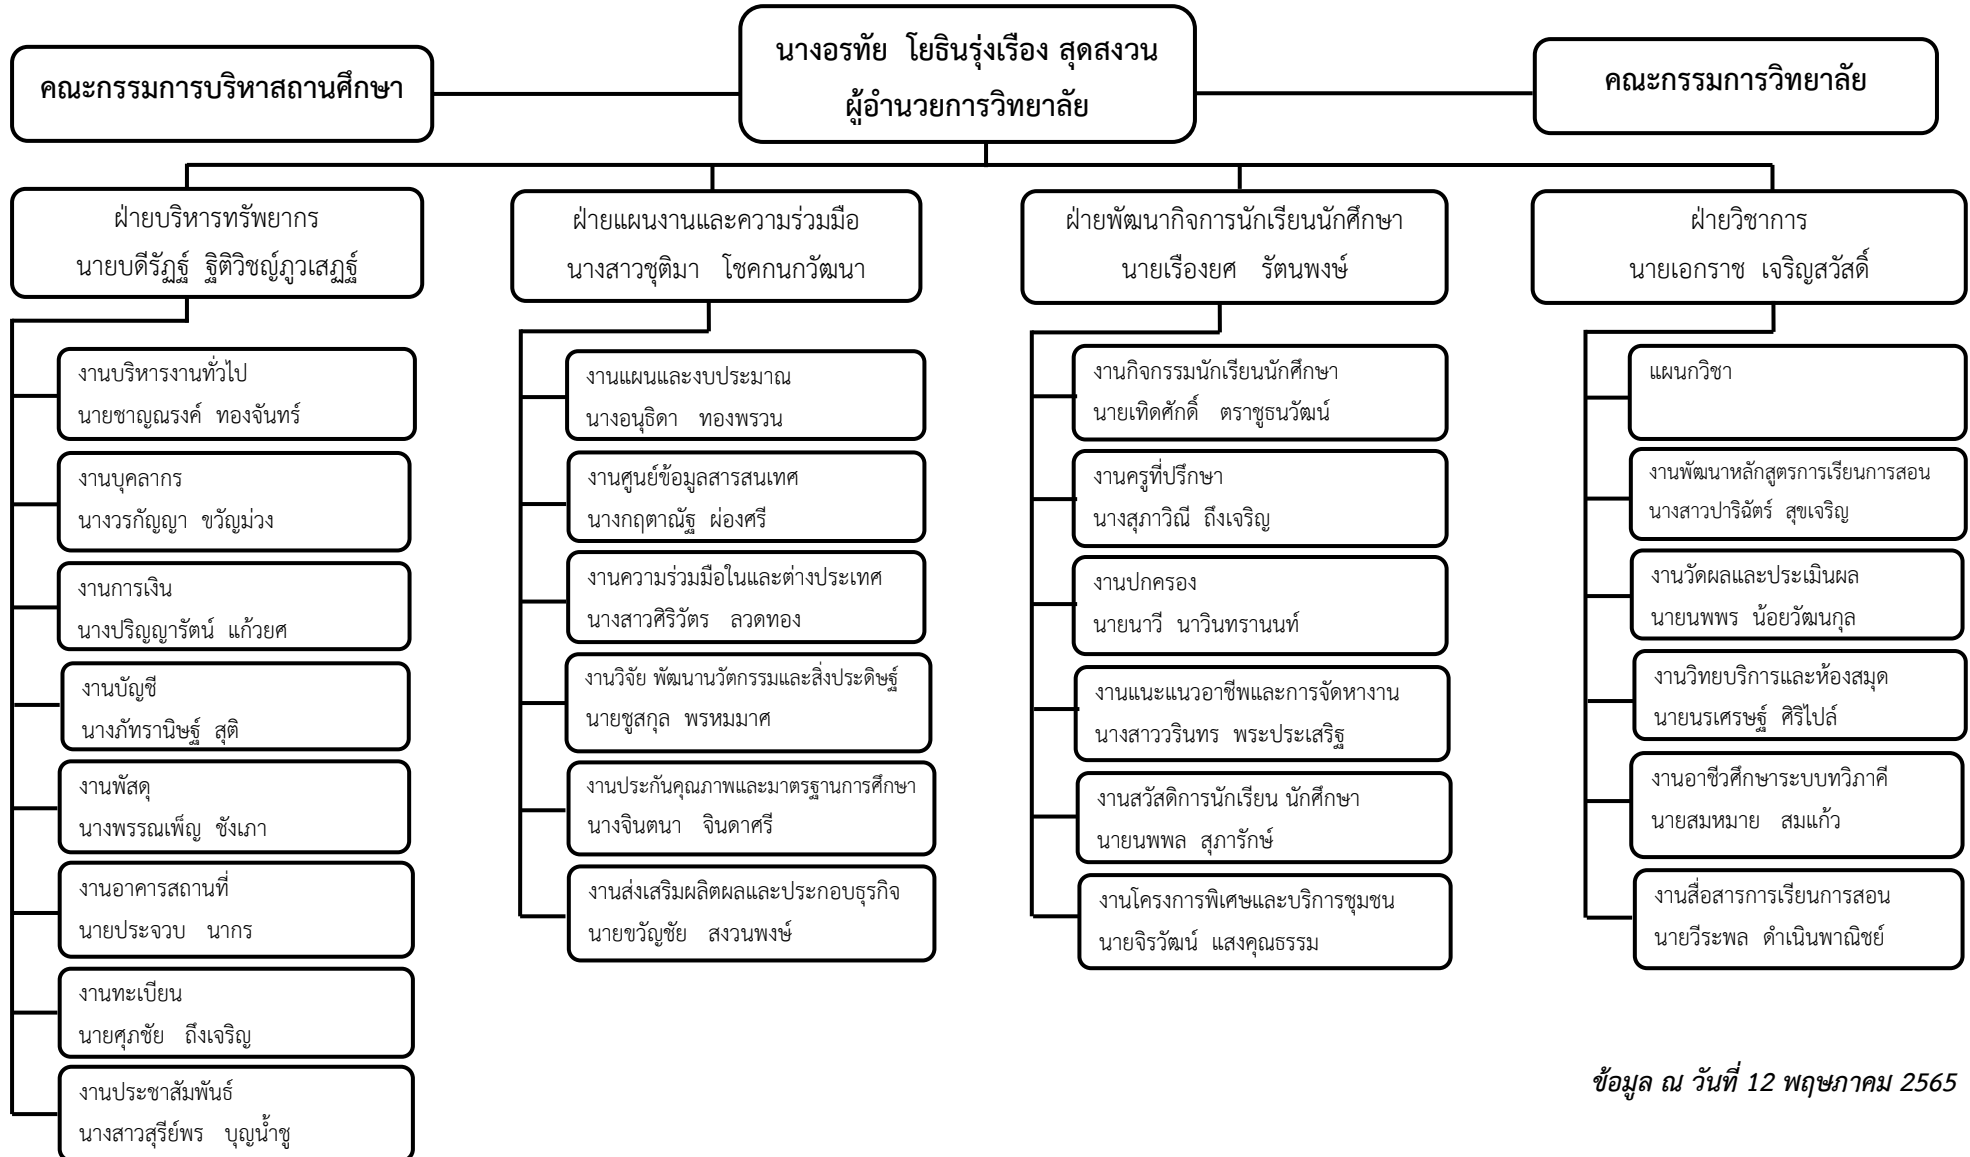 คณะกรรมการบริหาสถานศึกษา
นางอรทัย โยธินรุ่งเรือง สุดสงวน
ผู้อำนวยการวิทยาลัย
คณะกรรมการวิทยาลัย
ฝ่ายบริหารทรัพยากร
นายบดีรัฏฐ์ ฐิติวิชญ์ภูวเสฏฐ์
งานบริหารงานทั่วไป
นายชาญณรงค์ ทองจันทร์
งานบุคลากร
นางวรกัญญา ขวัญม่วง
งานการเงิน
นางปริญญารัตน์ แก้วยศ
งานบัญชี
นางภัทรานิษฐ์ สุติ
งานพัสดุ
นางพรรณเพ็ญ ชังเภา
งานอาคารสถานที่
นายประจวบ นากร
งานทะเบียน
นายศุภชัย ถึงเจริญ
งานประชาสัมพันธ์
นางสาวสุรีย์พร บุญน้ำชู
ฝ่ายแผนงานและความร่วมมือ
นางสาวชุติมา โชคกนกวัฒนา
งานแผนและงบประมาณ
นางอนุธิดา ทองพรวน
งานศูนย์ข้อมูลสารสนเทศ
นางกฤตาณัฐ ผ่องศรี
งานความร่วมมือในและต่างประเทศ
นางสาวศิริวัตร ลวดทอง
งานวิจัย พัฒนานวัตกรรมและสิ่งประดิษฐ์
นายชูสกุล พรหมมาศ
งานประกันคุณภาพและมาตรฐานการศึกษา
นางจินตนา จินดาศรี
งานส่งเสริมผลิตผลและประกอบธุรกิจ
นายขวัญชัย สงวนพงษ์
ฝ่ายพัฒนากิจการนักเรียนนักศึกษา
นายเรืองยศ รัตนพงษ์
งานกิจกรรมนักเรียนนักศึกษา
นายเทิดศักดิ์ ตราชูธนวัฒน์
งานครูที่ปรึกษา
นางสุภาวิณี ถึงเจริญ
งานปกครอง
นายนาวี นาวินทรานนท์
งานแนะแนวอาชีพและการจัดหางาน
นางสาววรินทร พระประเสริฐ
งานสวัสดิการนักเรียน นักศึกษา
นายนพพล สุภารักษ์
งานโครงการพิเศษและบริการชุมชน
นายจิรวัฒน์ แสงคุณธรรม
ฝ่ายวิชาการ
นายเอกราช เจริญสวัสดิ์
แผนกวิชา
งานพัฒนาหลักสูตรการเรียนการสอน
นางสาวปาริฉัตร์ สุขเจริญ
งานวัดผลและประเมินผล
นายนพพร น้อยวัฒนกุล
งานวิทยบริการและห้องสมุด
นายนรเศรษฐ์ ศิริไปล์
งานอาชีวศึกษาระบบทวิภาคี
นายสมหมาย สมแก้ว
งานสื่อสารการเรียนการสอน
นายวีระพล ดำเนินพาณิชย์
ข้อมูล ณ วันที่ 12 พฤษภาคม 2565